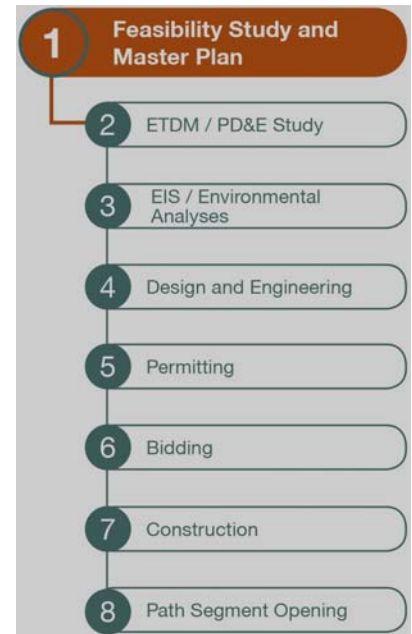 1
Feasibility Study and
Master Plan
2 ETDM / PD&E Study
3 EIS / Environmental
Analyses
4 Design and Engineering
5 Permitting
6 Bidding
7 Construction
8 Path Segment Opening